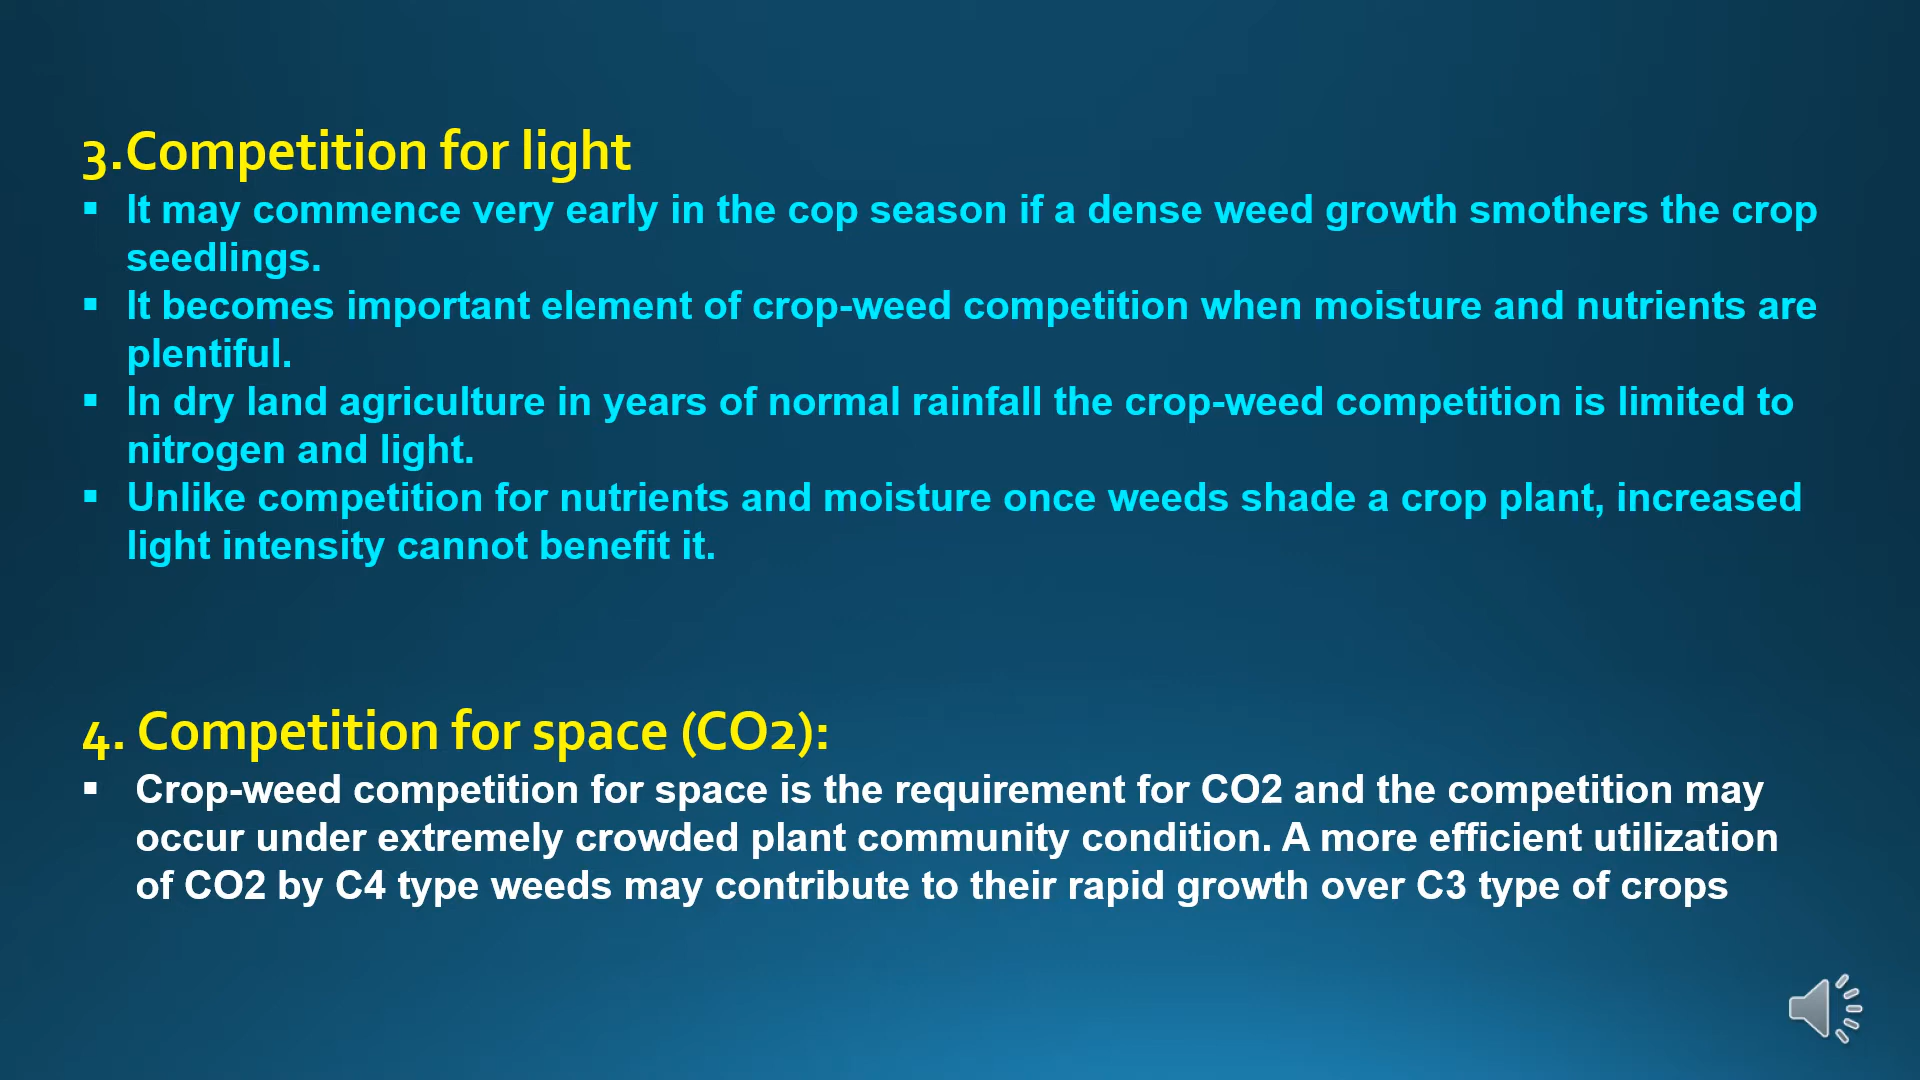 3.Competition for light
▪ It may commence very early in the cop season if a dense weed growth smothers the crop
seedlings.
▪ It becomes important element of crop-weed competition when moisture and nutrients are
plentiful.
▪ In dry land agriculture in years of normal rainfall the crop-weed competition is limited to
nitrogen and light.
▪ Unlike competition for nutrients and moisture once weeds shade a crop plant, increased
light intensity cannot benefit it.
4. Competition for space (CO2):
▪ Crop-weed competition for space is the requirement for CO2 and the competition may
occur under extremely crowded plant community condition. A more efficient utilization
of CO2 by C4 type weeds may contribute to their rapid growth over C3 type of crops